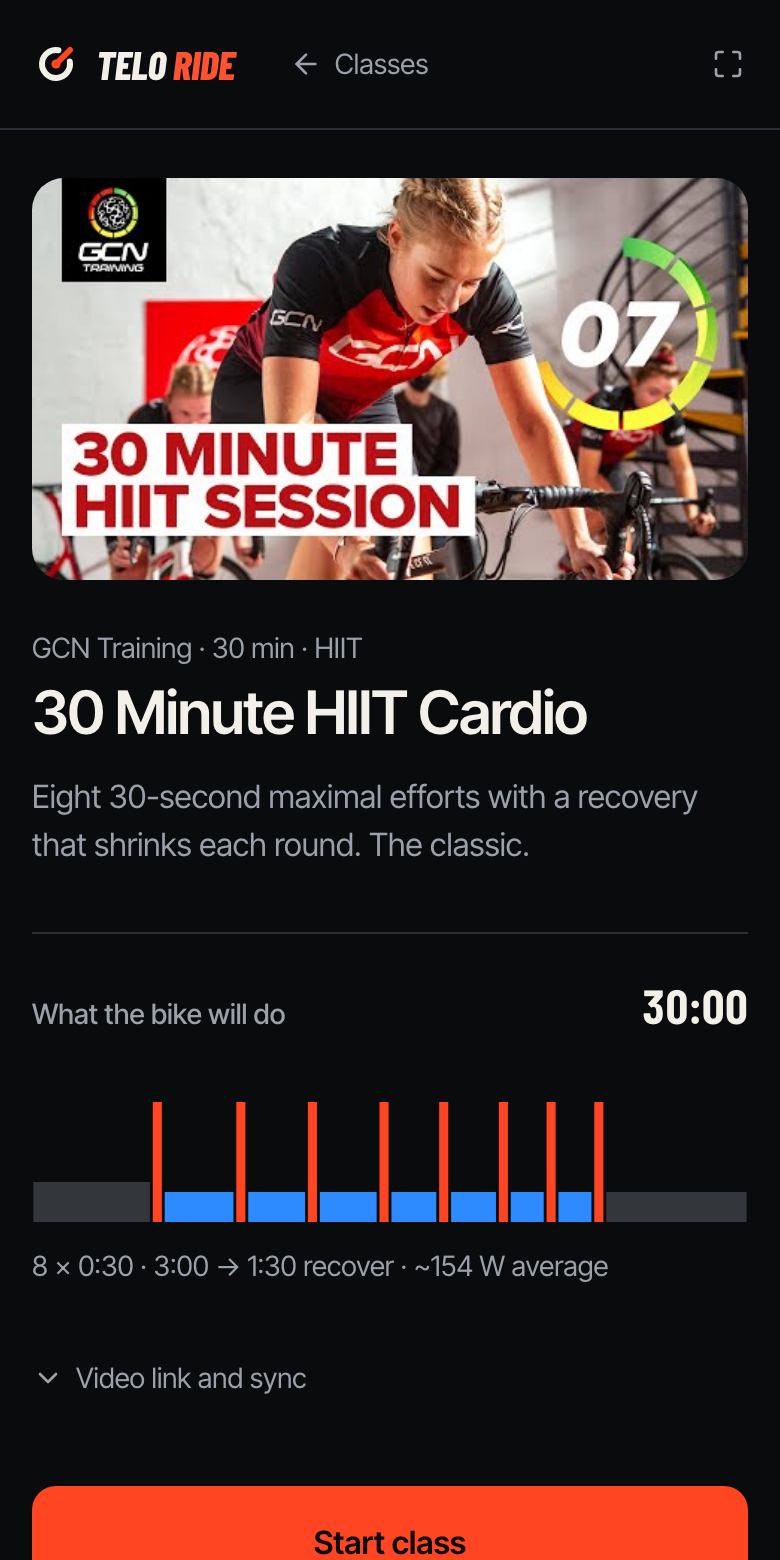 TELO RIDE
Classes
GCN
TRAINING
07
GCN
GCN
30 MINUTE
HIIT SESSION
GCN Training · 30 min · HIIT
30 Minute HIIT Cardio
Eight 30-second maximal efforts with a recovery
that shrinks each round. The classic.
What the bike will do
30:00
8 × 0:30 · 3:00 → 1:30 recover · ~154 W average
Video link and sync
Start class